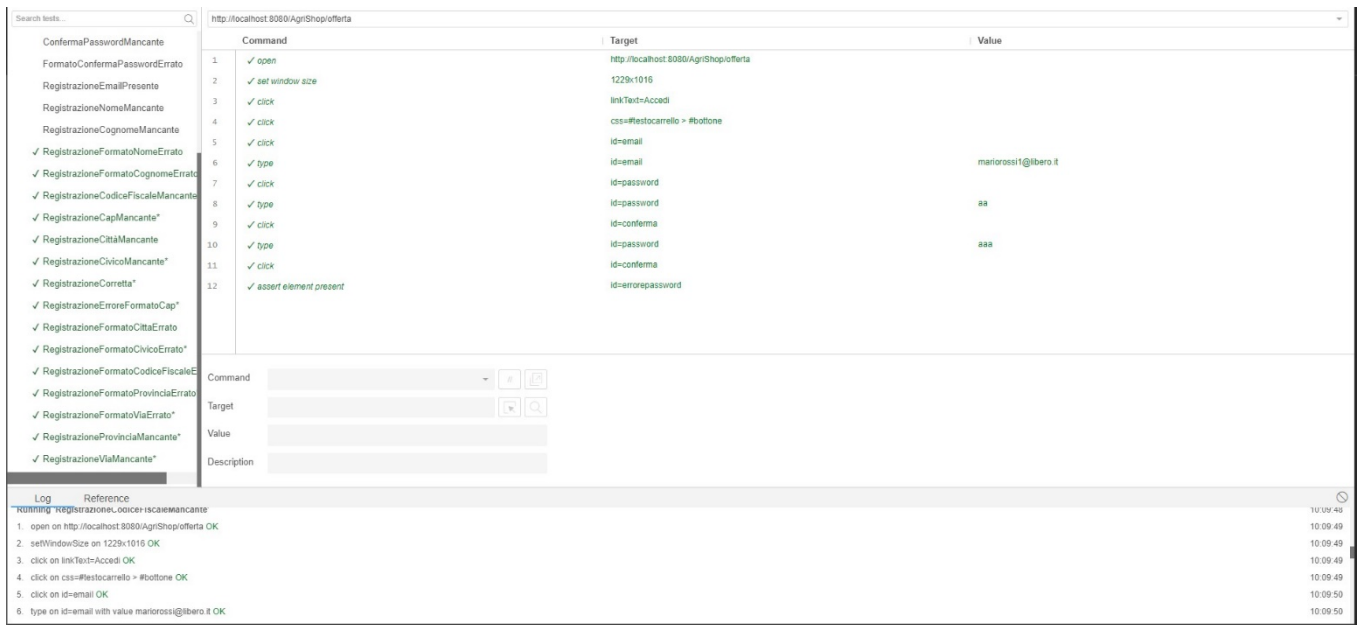 Search tests...
http://localhost:8080/AgriShop/offerta
ConfermaPasswordMancante
FormatoConfermaPasswordErrato
RegistrazioneEmailPresente
RegistrazioneNomeMancante
RegistrazioneCognomeMancante
✓ RegistrazioneFormatoNomeErrato
✓ RegistrazioneFormatoCognomeErrato
✓ RegistrazioneCodiceFiscaleMancante
✓ RegistrazioneCapMancante*
✓ RegistrazioneCittàMancante
✓ RegistrazioneCivicoMancante*
✓ RegistrazioneCorretta*
✓ RegistrazioneErroreFormatoCap*
✓ RegistrazioneFormatoCittaErrato
✓ RegistrazioneFormatoCivicoErrato*
✓ RegistrazioneFormatoCodiceFiscaleE
✓ RegistrazioneFormatoProvinciaErrato
✓ RegistrazioneFormatoViaErrato*
✓ RegistrazioneProvinciaMancante*
✓ RegistrazioneViaMancante*
Command Target Value
1 ✓ open http://localhost:8080/AgriShop/offerta
2 ✓ set window size 1229x1016
3 ✓ click linkText=Accedi
4 ✓ click css=#testocarrello > #bottone
5 ✓ click id=email
6 ✓ type id=email mariorossi1@libero.it
7 ✓ click id=password
8 ✓ type id=password aa
9 ✓ click id=conferma
10 ✓ type id=password aaa
11 ✓ click id=conferma
12 ✓ assert element present id=errorepassword
Command
Target
Value
Description
Log Reference
Running 'RegistrazioneCodiceFiscaleMancante' 10:09:48
1. open on http://localhost:8080/AgriShop/offerta OK 10:09:49
2. setWindowSize on 1229x1016 OK 10:09:49
3. click on linkText=Accedi OK 10:09:49
4. click on css=#testocarrello > #bottone OK 10:09:49
5. click on id=email OK 10:09:50
6. type on id=email with value mariorossi@libero.it OK 10:09:50